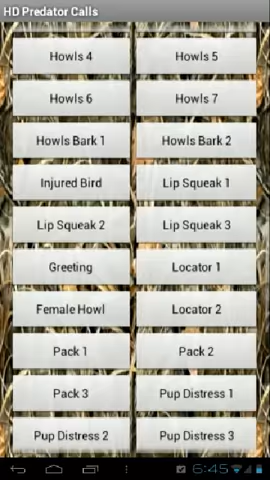 HD Predator Calls
Howls 4 Howls 5
Howls 6 Howls 7
Howls Bark 1 Howls Bark 2
Injured Bird Lip Squeak 1
Lip Squeak 2 Lip Squeak 3
Greeting Locator 1
Female Howl Locator 2
Pack 1 Pack 2
Pack 3 Pup Distress 1
Pup Distress 2 Pup Distress 3
6:45